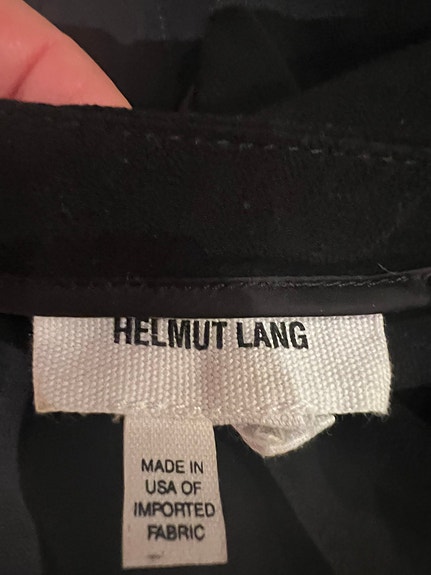 HELMUT LANG
MADE IN
USA OF
IMPORTED
FABRIC